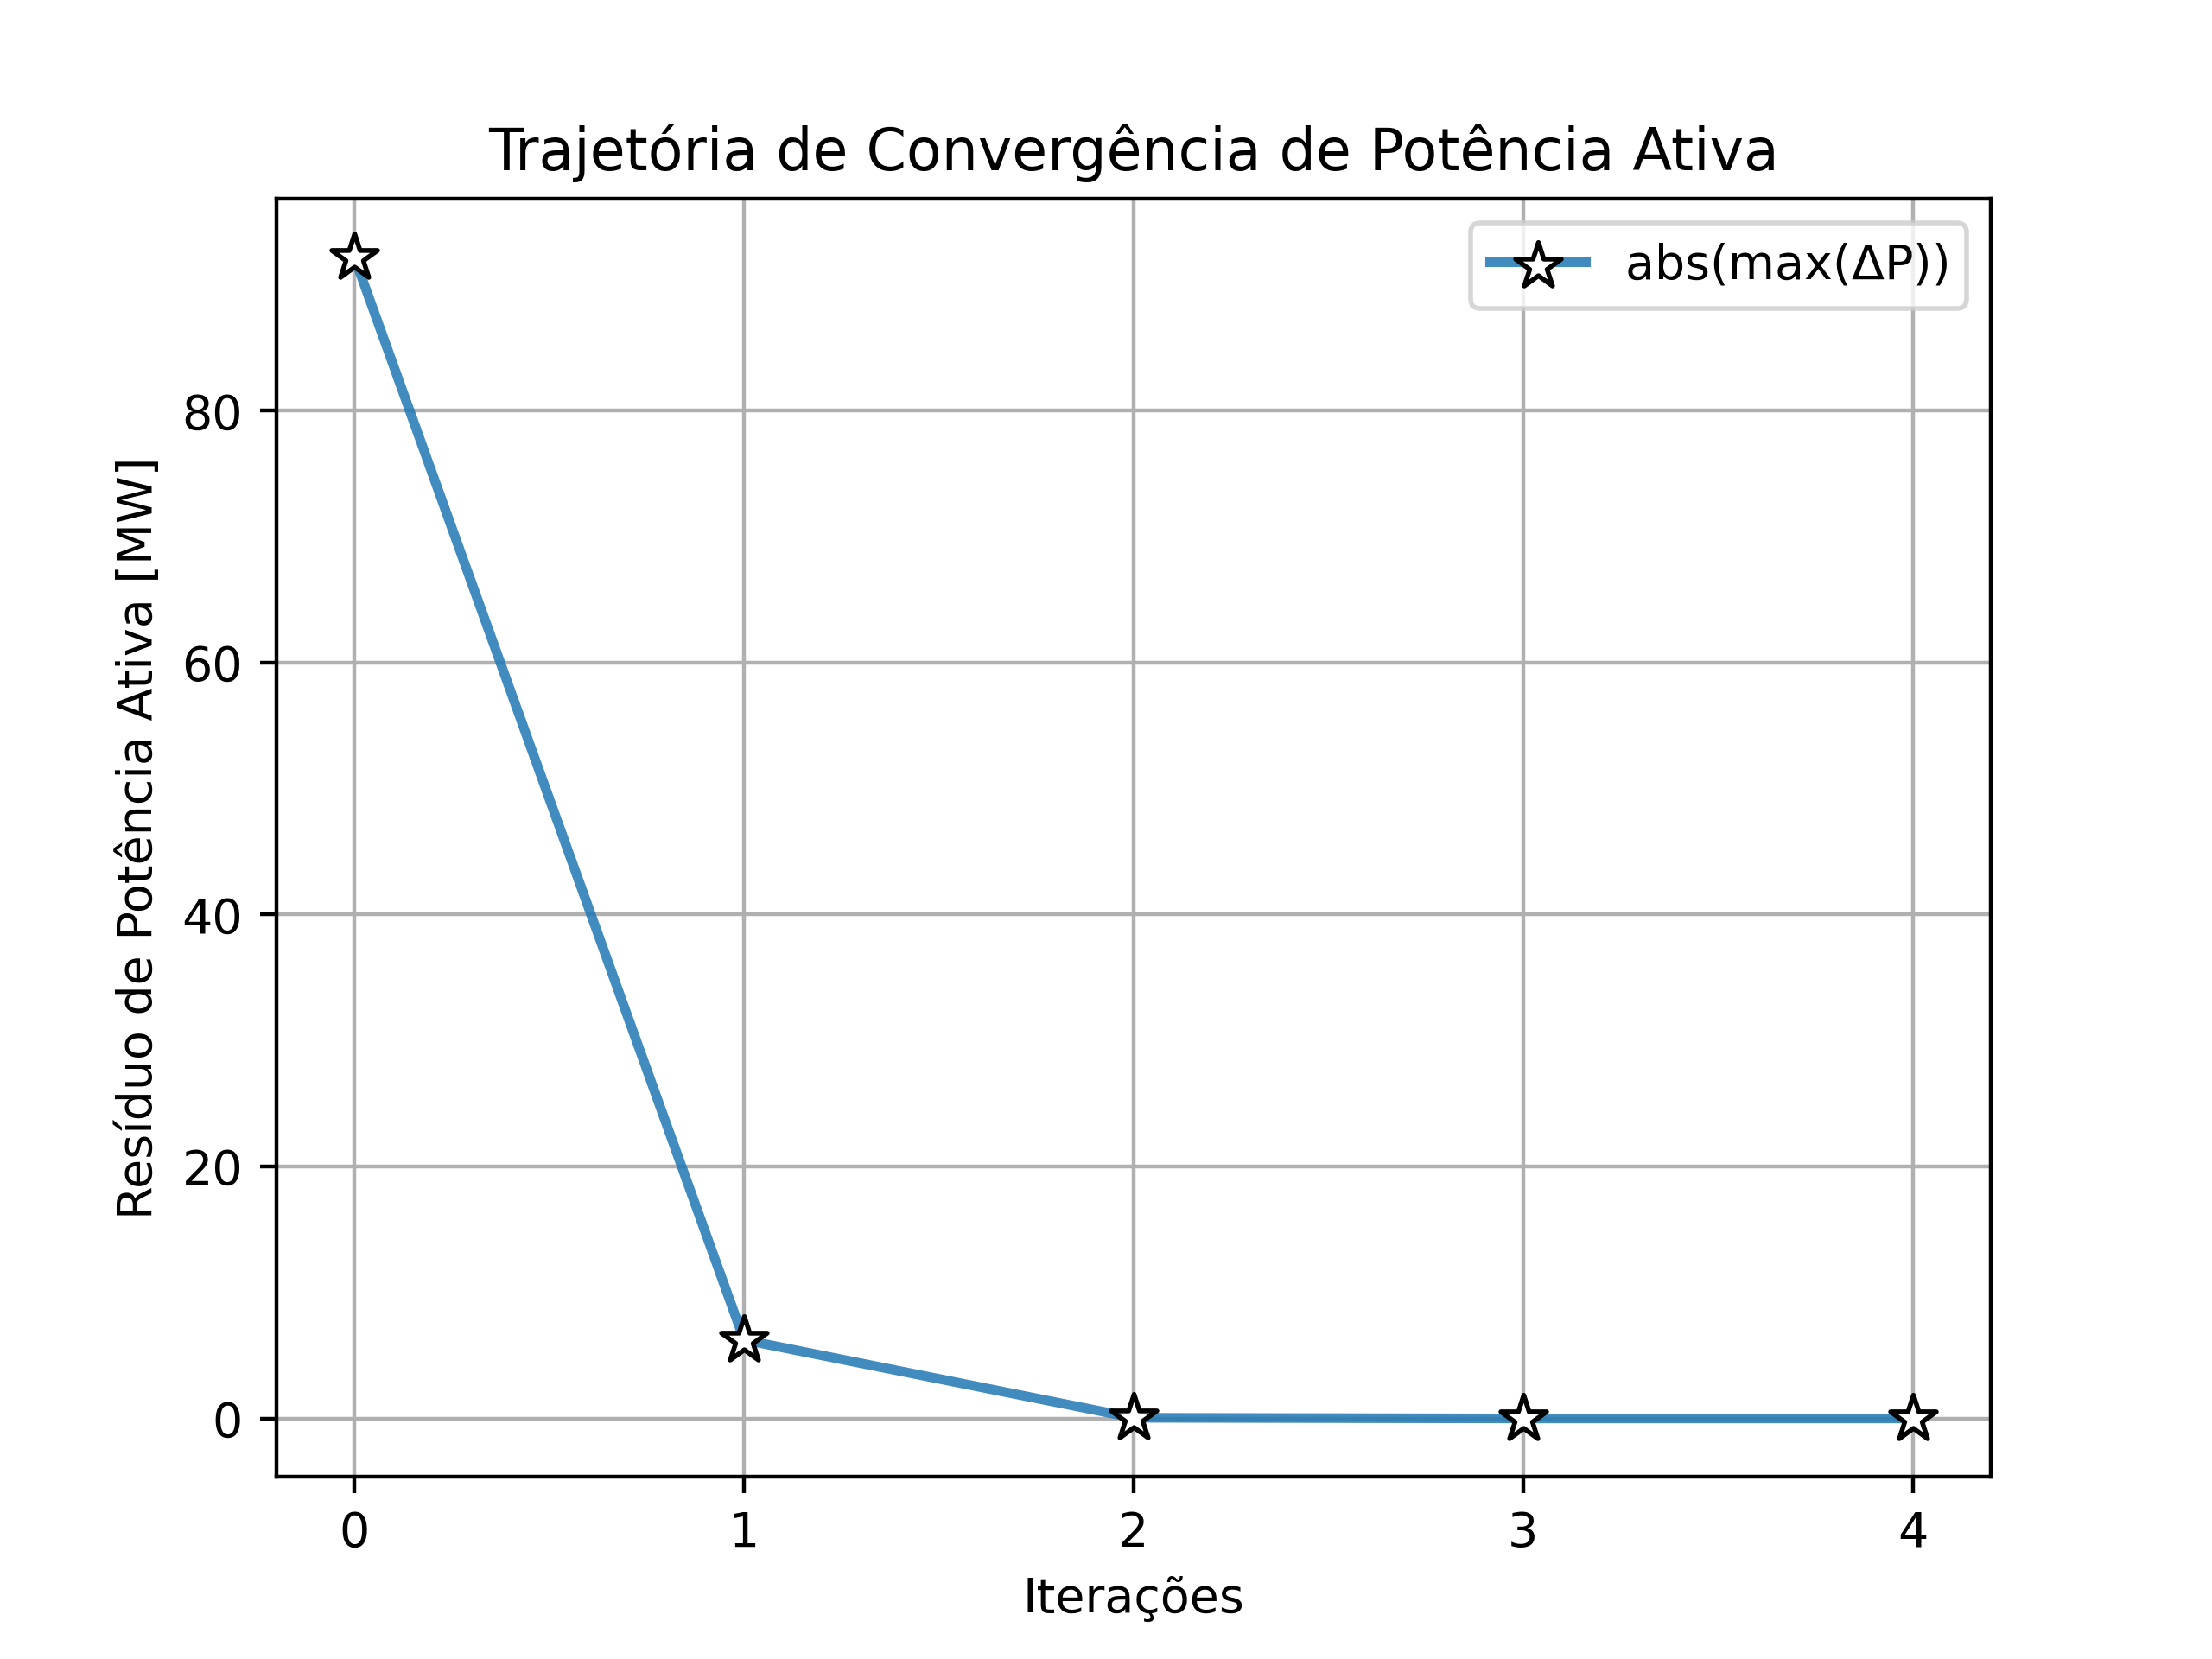 Trajetória de Convergência de Potência Ativa
abs(max(ΔP))
Resíduo de Potência Ativa [MW]
80
60
40
20
0
0 1 2 3 4
Iterações